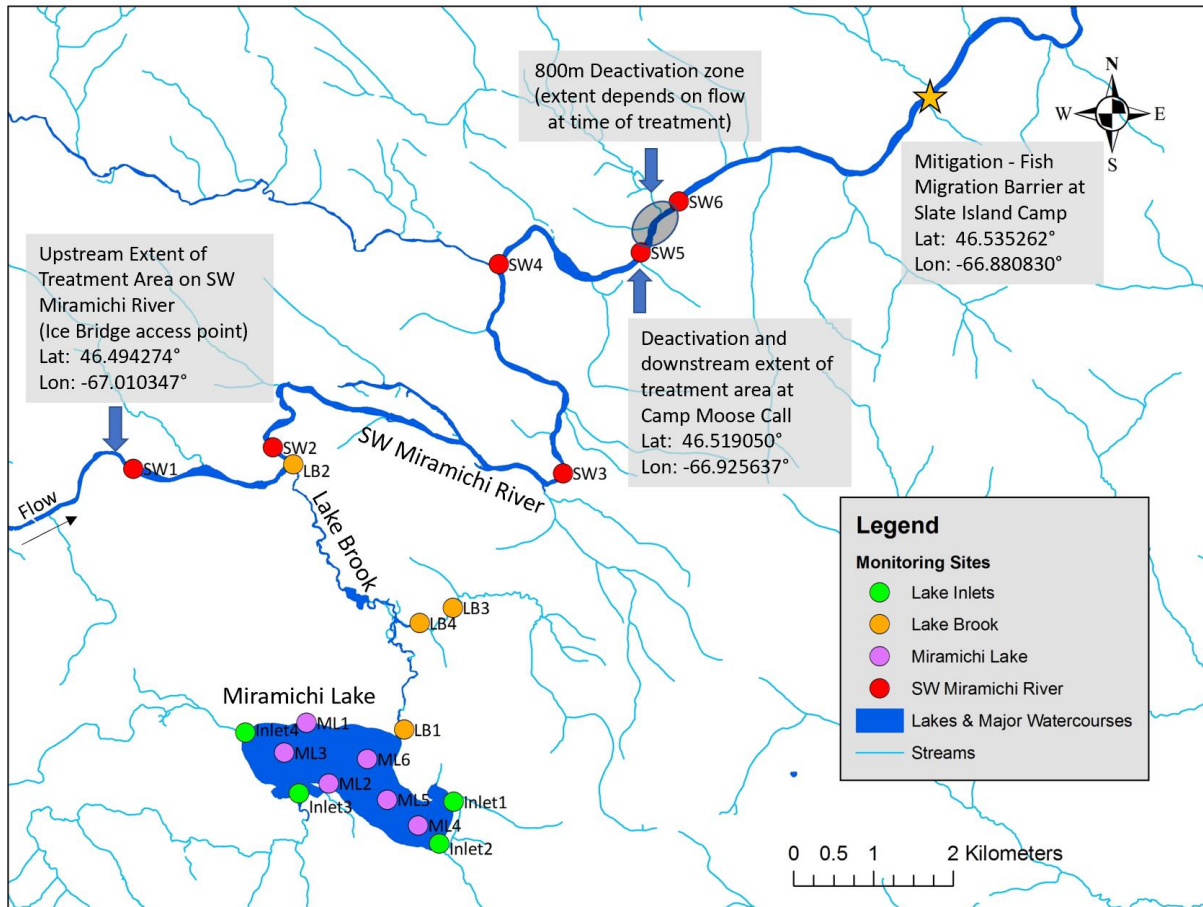 800m Deactivation zone
(extent depends on flow
at time of treatment)
N
W
E
S
Mitigation - Fish
Migration Barrier at
Slate Island Camp
Lat: 46.535262°
Lon: -66.880830°
SW6
SW5
SW4
Upstream Extent of
Treatment Area on SW
Miramichi River
(Ice Bridge access point)
Lat: 46.494274°
Lon: -67.010347°
Deactivation and
downstream extent of
treatment area at
Camp Moose Call
Lat: 46.519050°
Lon: -66.925637°
SW2
LB2
SW1
SW3
SW Miramichi River
Flow
Lake Brook
LB3
LB4
Miramichi Lake
LB1
Inlet4
ML1
ML3
ML6
ML2
Inlet3
ML5
Inlet1
ML4
Inlet2
Legend
Monitoring Sites
Lake Inlets
Lake Brook
Miramichi Lake
SW Miramichi River
Lakes & Major Watercourses
Streams
0 0.5 1 2 Kilometers